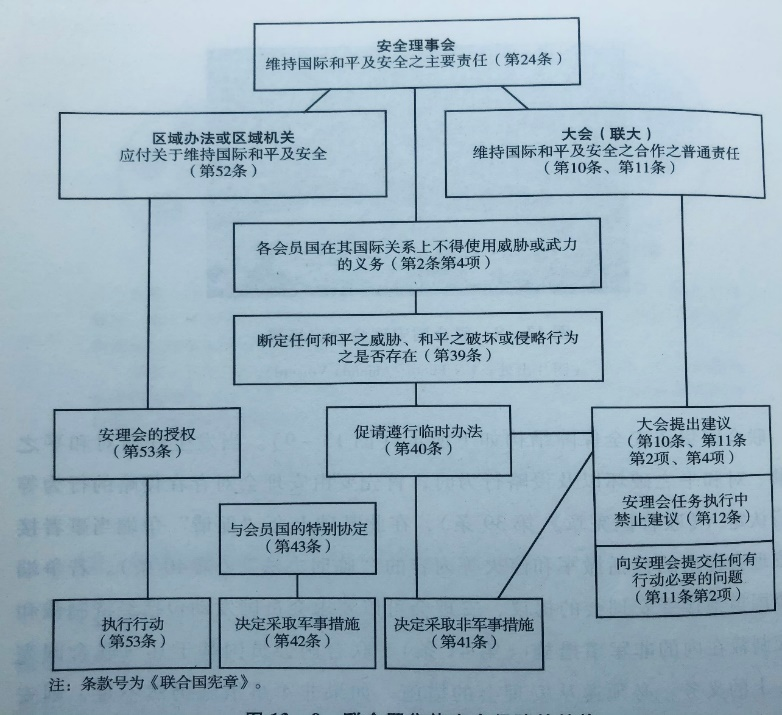 安全理事会
维持国际和平及安全之主要责任（第24条）
区域办法或区域机关
应付关于维持国际和平及安全
（第52条）
大会（联大）
维持国际和平及安全之合作之普通责任
（第10条、第11条）
各会员国在其国际关系上不得使用威胁或武力
的义务（第2条第4项）
断定任何和平之威胁、和平之破坏或侵略行为
之是否存在（第39条）
安理会的授权
（第53条）
促请遵行临时办法
（第40条）
大会提出建议
（第10条、第11条
第2项、第4项）
安理会任务执行中
禁止建议（第12条）
与会员国的特别协定
（第43条）
向安理会提交任何有
行动必要的问题
（第11条第2项）
执行行动
（第53条）
决定采取军事措施
（第42条）
决定采取非军事措施
（第41条）
注：条款号为《联合国宪章》。